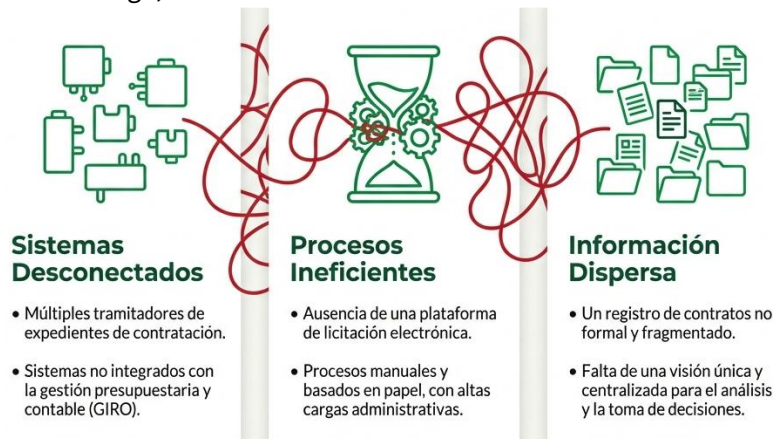 Sistemas
Desconectados
• Múltiples tramitadores de
expedientes de contratación.
• Sistemas no integrados con
la gestión presupuestaria y
contable (GIRO).
Procesos
Ineficientes
• Ausencia de una plataforma
de licitación electrónica.
• Procesos manuales y
basados en papel, con altas
cargas administrativas.
Información
Dispersa
• Un registro de contratos no
formal y fragmentado.
• Falta de una visión única y
centralizada para el análisis
y la toma de decisiones.